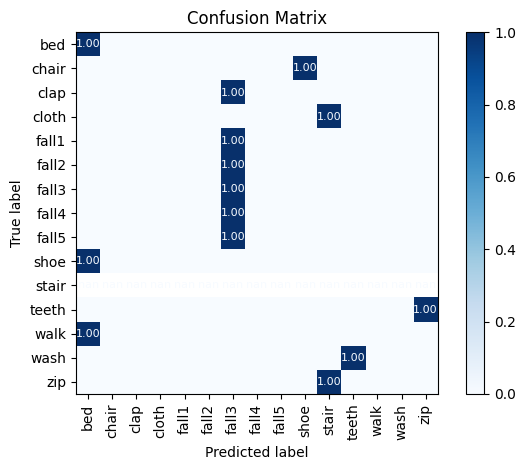 Confusion Matrix
True label
bed 1.00
chair 1.00
clap 1.00
cloth 1.00
fall1 1.00
fall2 1.00
fall3 1.00
fall4 1.00
fall5 1.00
shoe 1.00
stair
teeth 1.00
walk 1.00
wash 1.00
zip 1.00
bed chair clap cloth fall1 fall2 fall3 fall4 fall5 shoe stair teeth walk wash zip
Predicted label
1.0
0.8
0.6
0.4
0.2
0.0